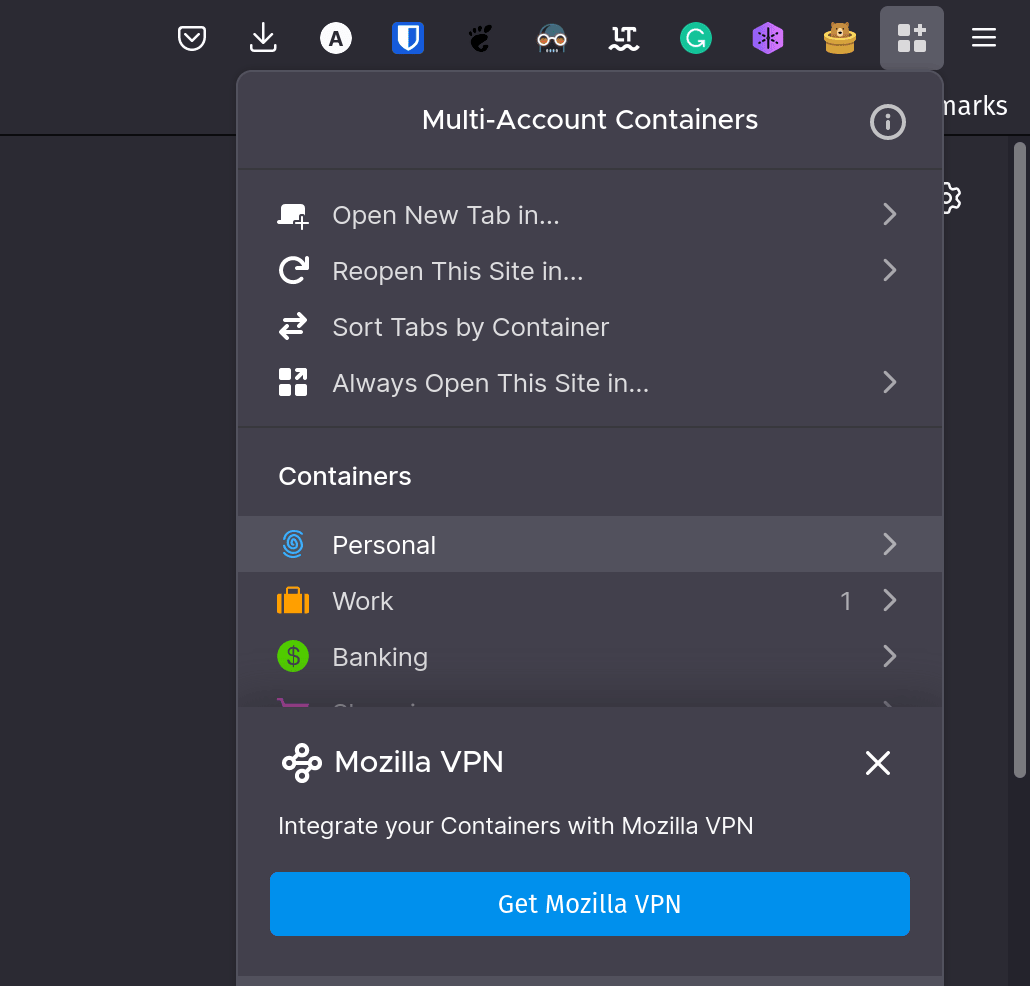 A
LT
G
marks
Multi-Account Containers
Open New Tab in...
Reopen This Site in...
Sort Tabs by Container
Always Open This Site in...
Containers
Personal
Work 1
$ Banking
Mozilla VPN
Integrate your Containers with Mozilla VPN
Get Mozilla VPN